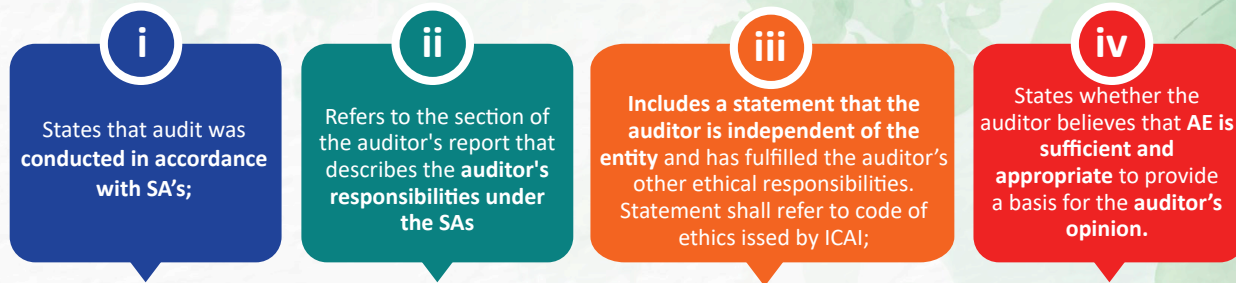 i
States that audit was
conducted in accordance
with SA’s;
ii
Refers to the section of
the auditor's report that
describes the auditor's
responsibilities under
the SAs
iii
Includes a statement that the
auditor is independent of the
entity and has fulfilled the auditor’s
other ethical responsibilities.
Statement shall refer to code of
ethics issed by ICAI;
iv
States whether the
auditor believes that AE is
sufficient and
appropriate to provide
a basis for the auditor’s
opinion.